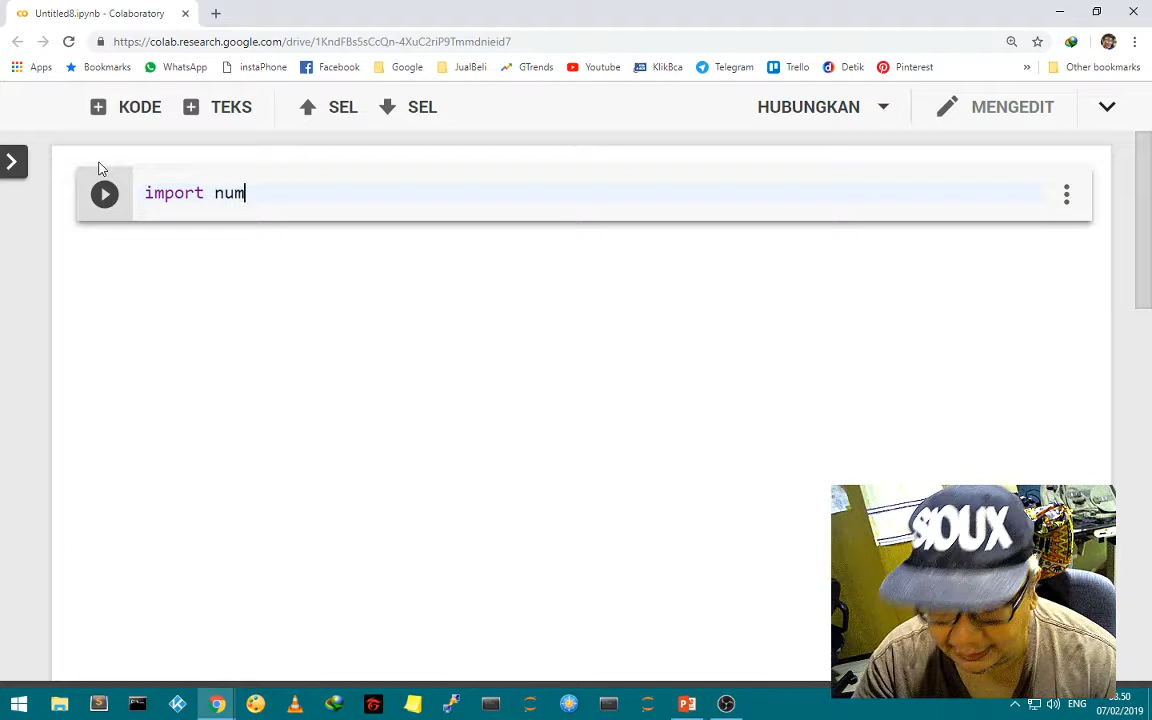 Untitled8.ipynb - Colaboratory
https://colab.research.google.com/drive/1KndFBs5sCcQn-4XuC2riP9Tmmdnieid7
Apps Bookmarks WhatsApp instaPhone Facebook Google JualBeli GTrends Youtube KlikBca Telegram Trello Detik Pinterest » Other bookmarks
KODE TEKS SEL SEL HUBUNGKAN MENGEDIT
import num
SIOUX
ENG
07/02/2019